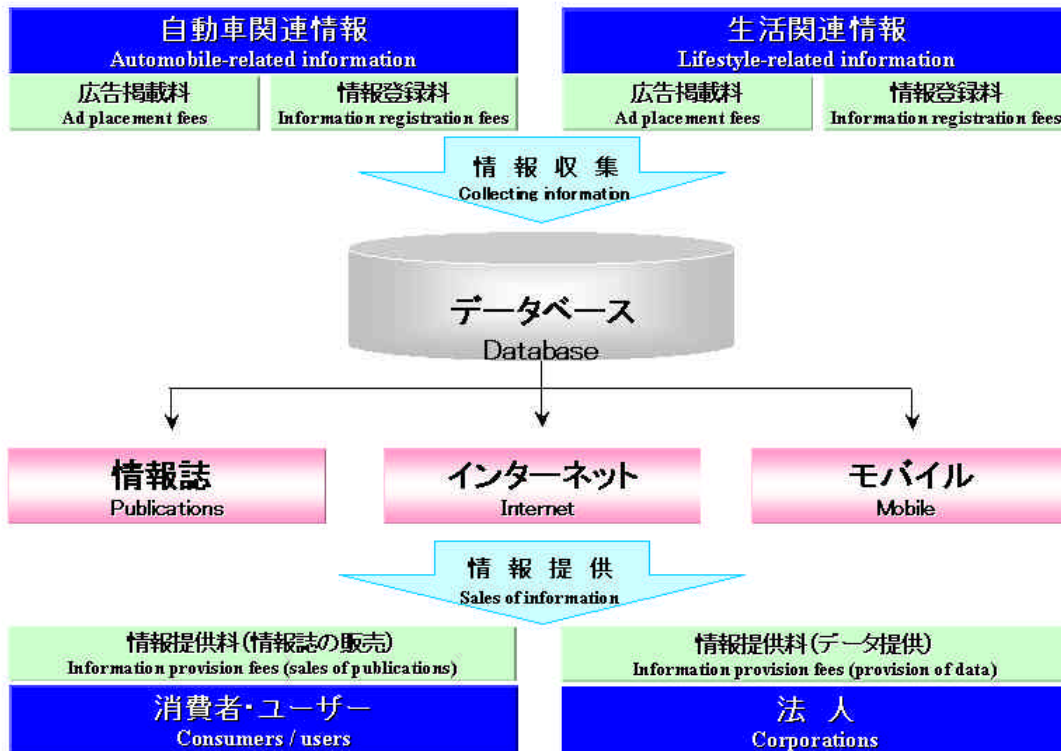 自動車関連情報
Automobile-related information
生活関連情報
Lifestyle-related information
広告掲載料
Ad placement fees
情報登録料
Information registration fees
広告掲載料
Ad placement fees
情報登録料
Information registration fees
情報収集
Collecting information
データベース
Database
情報誌
Publications
インターネット
Internet
モバイル
Mobile
情報提供
Sales of information
情報提供料(情報誌の販売)
Information provision fees (sales of publications)
情報提供料(データ提供)
Information provision fees (provision of data)
消費者・ユーザー
Consumers / users
法人
Corporations